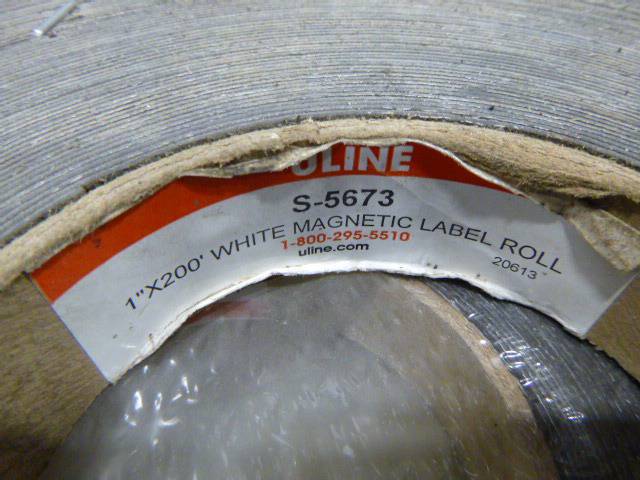 ULINE
S-5673
1"X200' WHITE MAGNETIC LABEL ROLL
1-800-295-5510
uline.com
20613